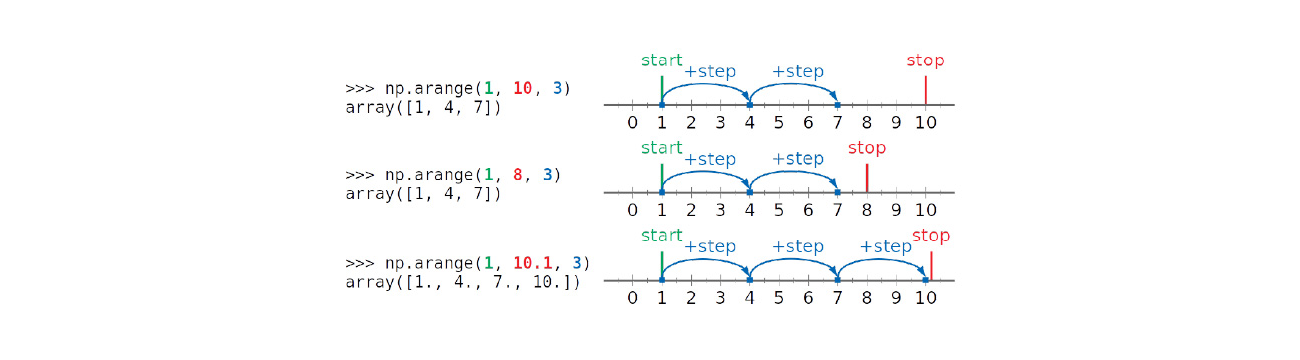 start
+step +step
stop
>>> np.arange(1, 10, 3)
array([1, 4, 7])
0 1 2 3 4 5 6 7 8 9 10
start
+step +step
stop
>>> np.arange(1, 8, 3)
array([1, 4, 7])
0 1 2 3 4 5 6 7 8 9 10
start
+step +step +step
stop
>>> np.arange(1, 10.1, 3)
array([1., 4., 7., 10.])
0 1 2 3 4 5 6 7 8 9 10